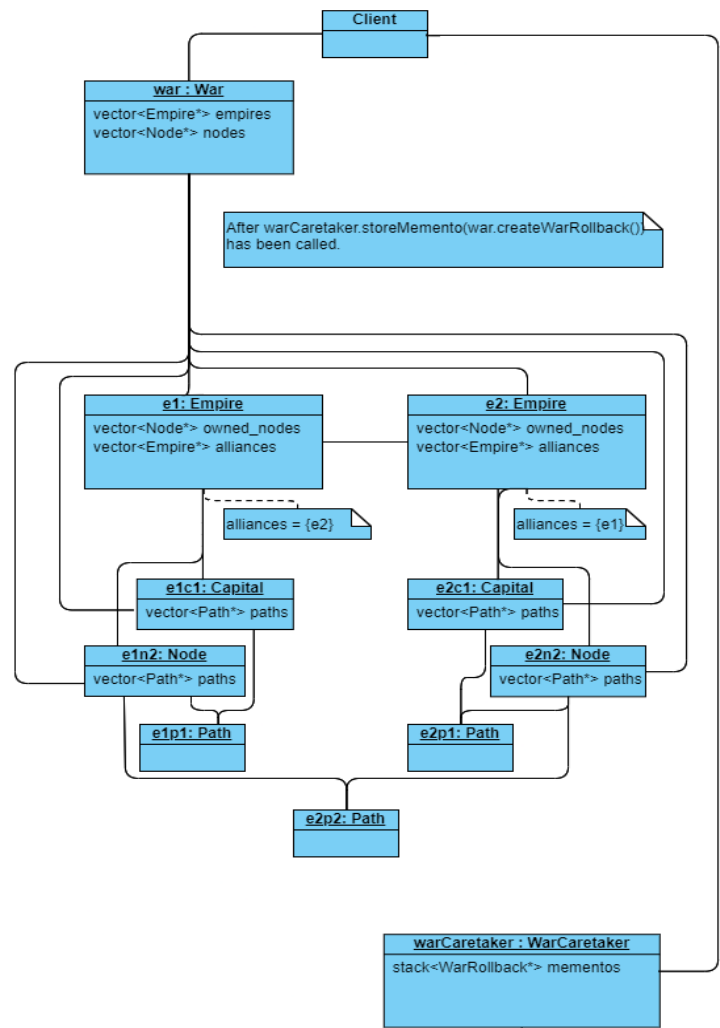 Client
war : War
vector<Empire*> empires
vector<Node*> nodes
After warCaretaker.storeMemento(war.createWarRollback())
has been called.
e1: Empire
vector<Node*> owned_nodes
vector<Empire*> alliances
e2: Empire
vector<Node*> owned_nodes
vector<Empire*> alliances
alliances = {e2}
alliances = {e1}
e1c1: Capital
vector<Path*> paths
e2c1: Capital
vector<Path*> paths
e1n2: Node
vector<Path*> paths
e2n2: Node
vector<Path*> paths
e1p1: Path
e2p1: Path
e2p2: Path
warCaretaker : WarCaretaker
stack<WarRollback*> mementos